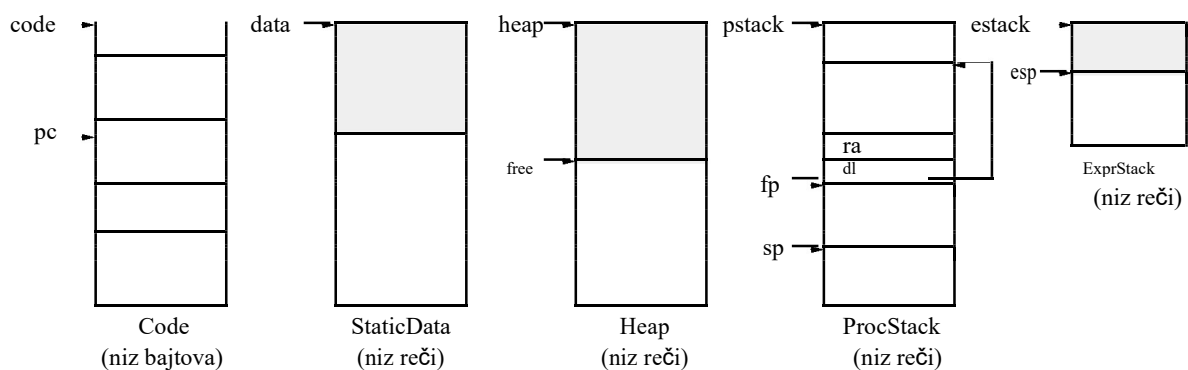 code
data
heap
pstack
estack
esp
pc
ra
free
dl
ExprStack
fp
(niz reči)
sp
Code
StaticData
Heap
ProcStack
(niz bajtova)
(niz reči)
(niz reči)
(niz reči)